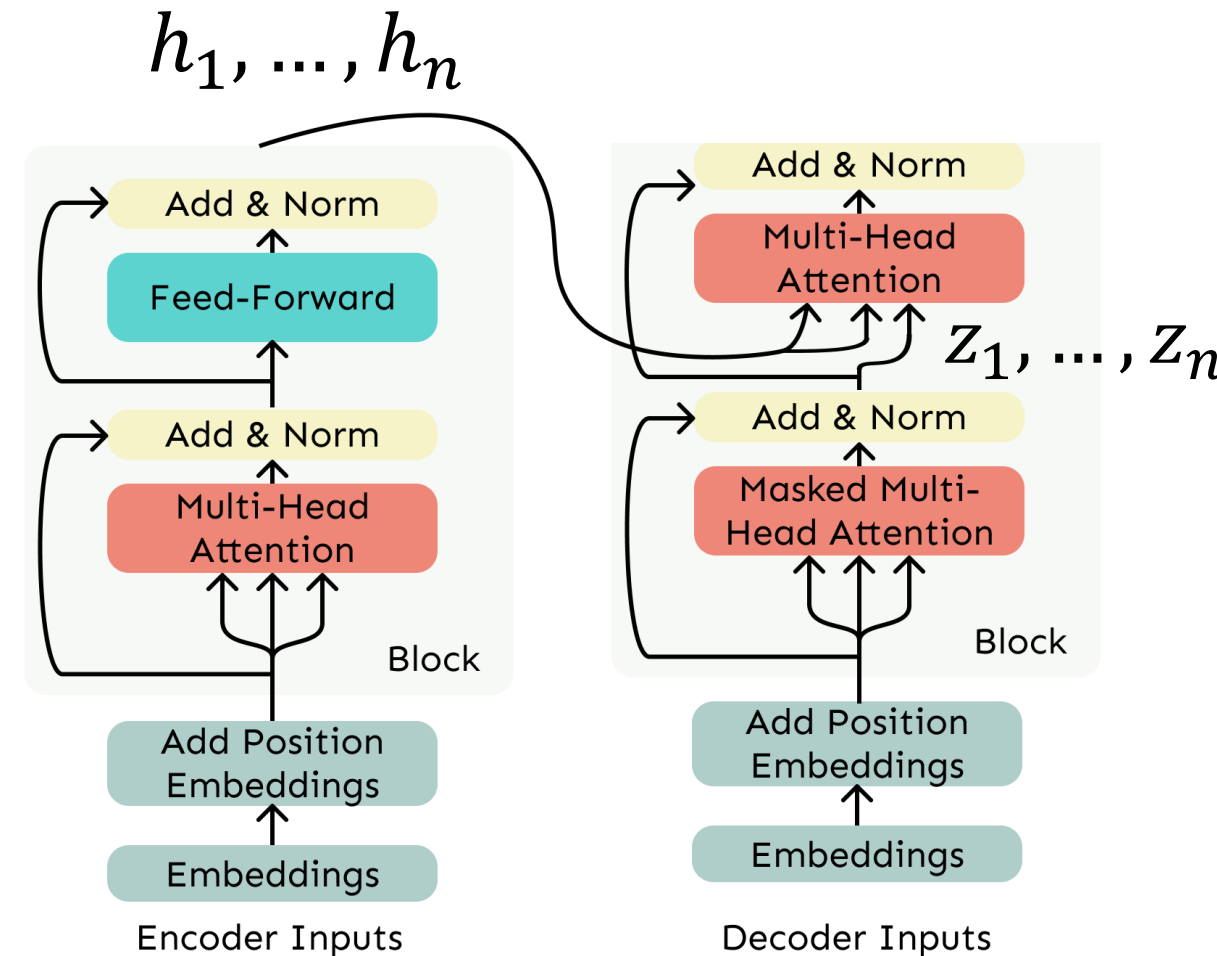 h₁, … , hₙ
Add & Norm
Feed-Forward
Add & Norm
Multi-Head
Attention
Block
Add Position
Embeddings
Embeddings
Encoder Inputs
Add & Norm
Multi-Head
Attention
z₁, … , zₙ
Add & Norm
Masked Multi-
Head Attention
Block
Add Position
Embeddings
Embeddings
Decoder Inputs